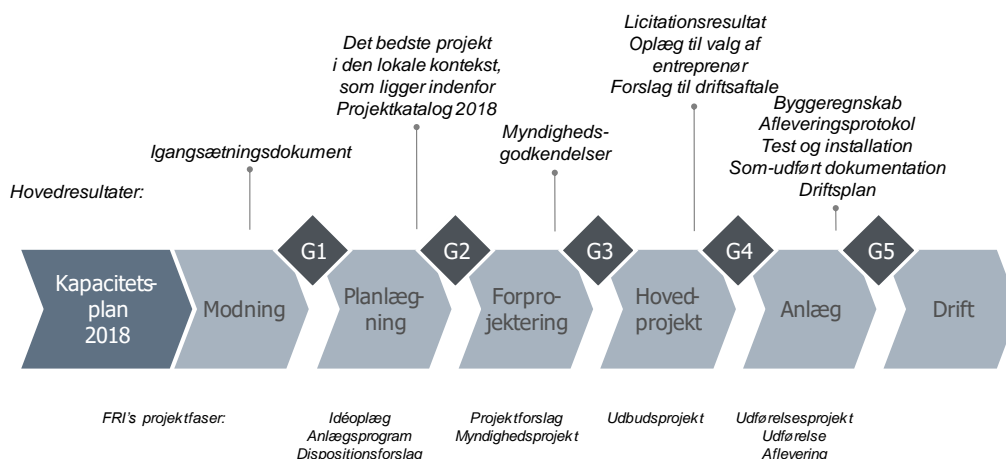 Hovedresultater:
Igangsætningsdokument
Det bedste projekt
i den lokale kontekst,
som ligger indenfor
Projektkatalog 2018
Myndigheds-
godkendelser
Licitationsresultat
Oplæg til valg af
entreprenør
Forslag til driftsaftale
Byggeregnskab
Afleveringsprotokol
Test og installation
Som-udført dokumentation
Driftsplan
Kapacitets-
plan
2018
Modning
G1
Planlæg-
ning
G2
Forpro-
jektering
G3
Hoved-
projekt
G4
Anlæg
G5
Drift
FRI's projektfaser:
Idéoplæg
Anlægsprogram
Dispositionsforslag
Projektforslag
Myndighedsprojekt
Udbudsprojekt
Udførelsesprojekt
Udførelse
Aflevering